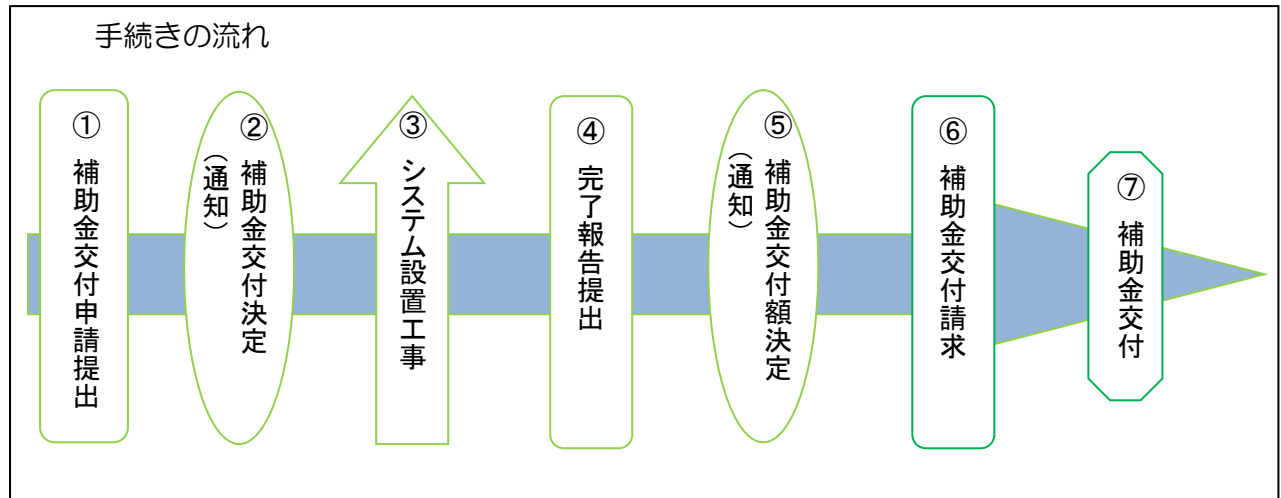 手続きの流れ
① 補助金交付申請提出
② 補助金交付決定
(通知)
③ システム設置工事
④ 完了報告提出
⑤ 補助金交付額決定
(通知)
⑥ 補助金交付請求
⑦ 補助金交付